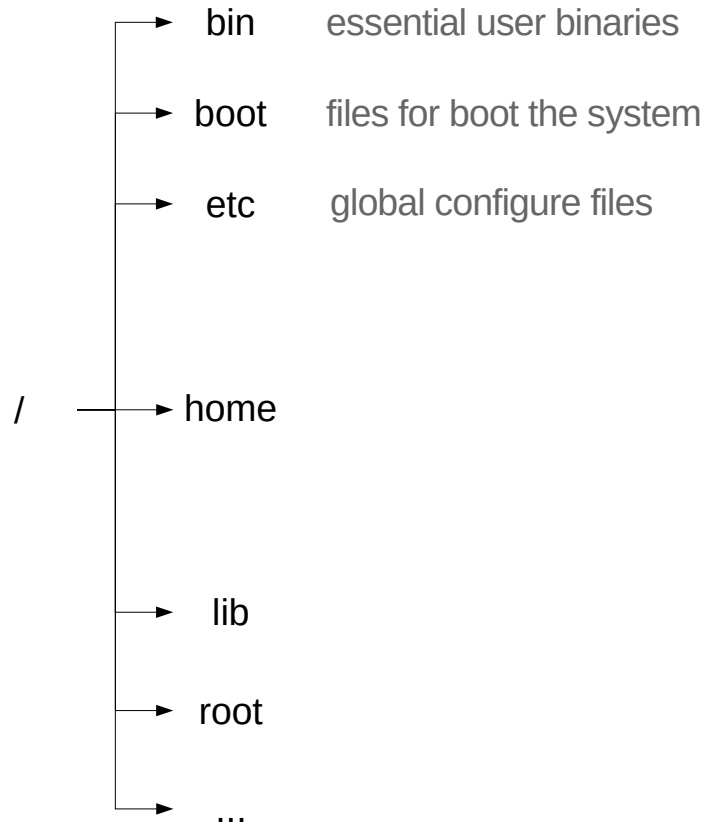 bin essential user binaries
boot files for boot the system
etc global configure files
/ home
lib
root
...